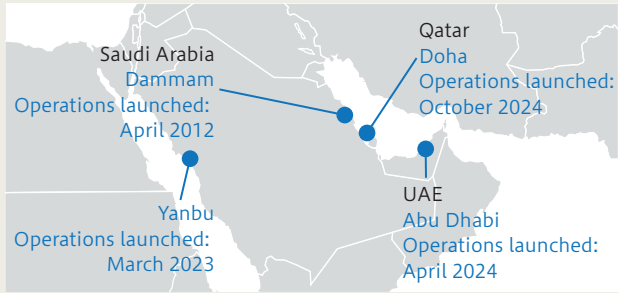 Saudi Arabia
Dammam
Operations launched:
April 2012
Qatar
Doha
Operations launched:
October 2024
Yanbu
Operations launched:
March 2023
UAE
Abu Dhabi
Operations launched:
April 2024